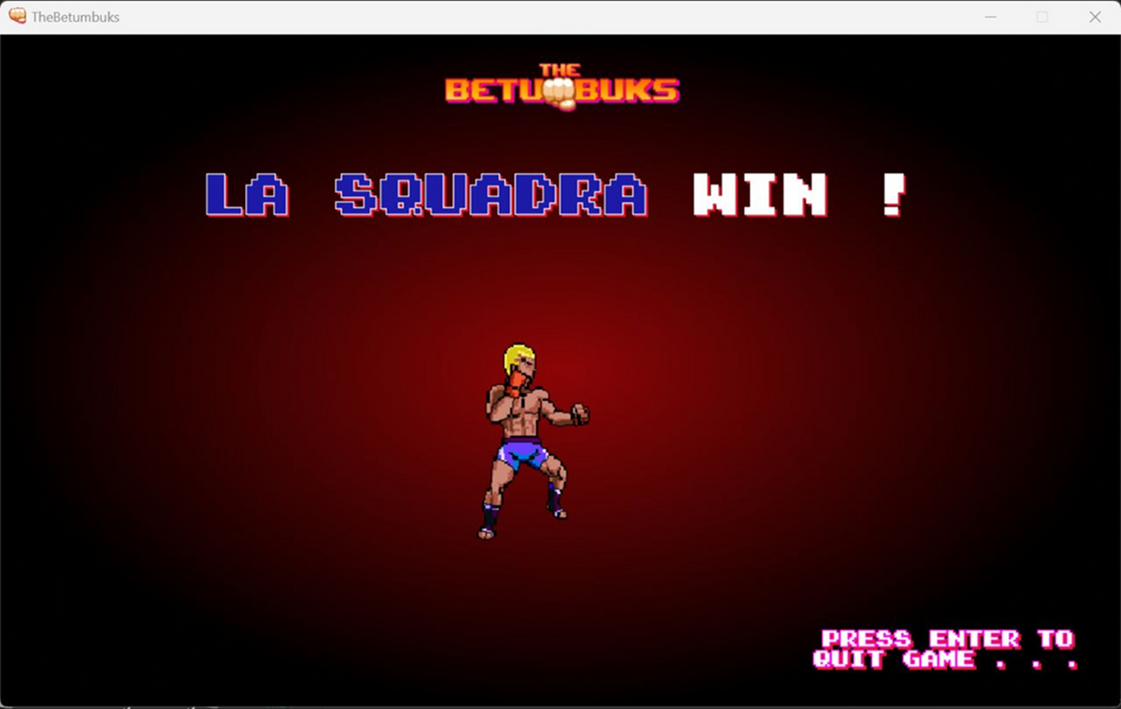 TheBetumbuks
THE
BETUMBUKS
LA SQUADRA WIN !
PRESS ENTER TO
QUIT GAME . . .